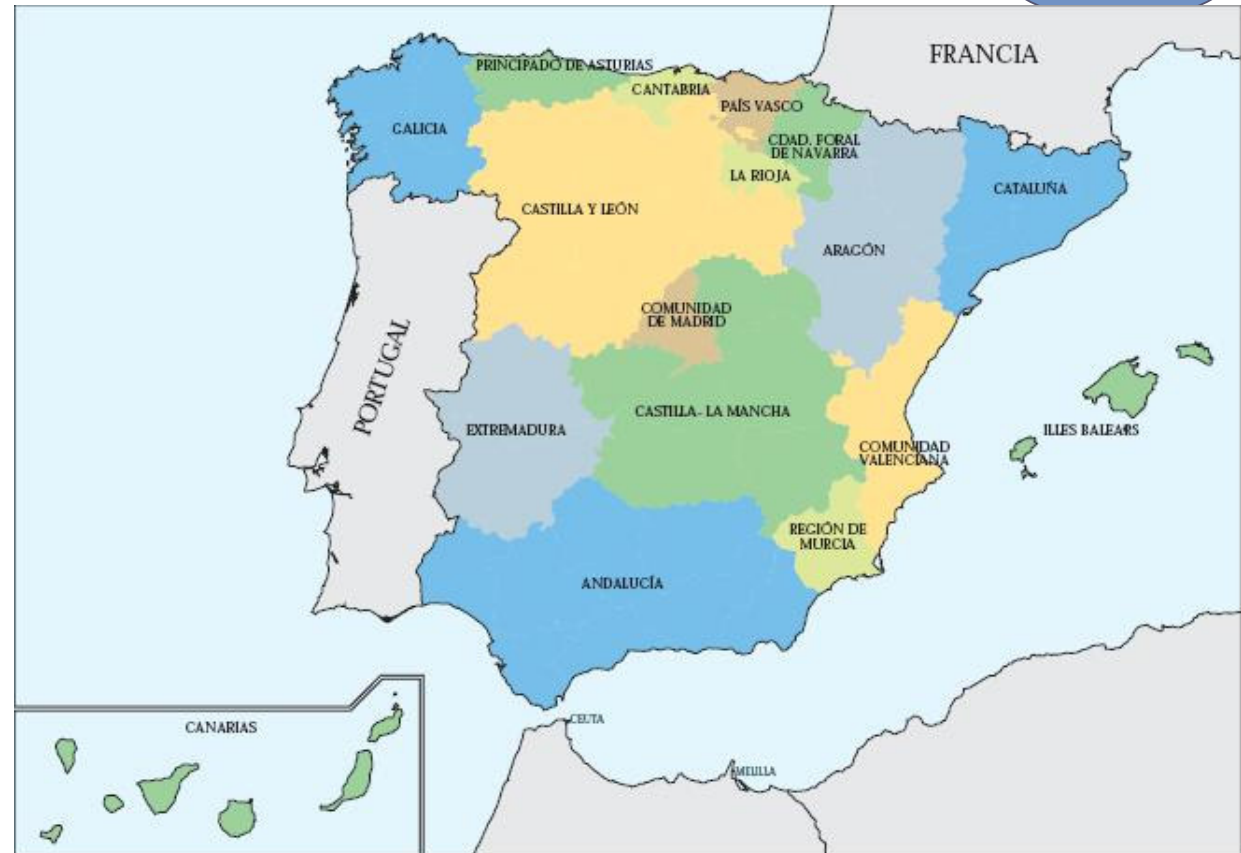 FRANCIA
PRINCIPADO DE ASTURIAS
CANTABRIA
PAÍS VASCO
GALICIA
CDAD. FORAL
DE NAVARRA
LA RIOJA
CATALUÑA
CASTILLA Y LEÓN
ARAGÓN
COMUNIDAD
DE MADRID
PORTUGAL
CASTILLA- LA MANCHA
EXTREMADURA
ILLES BALEARS
COMUNIDAD
VALENCIANA
REGIÓN DE
MURCIA
ANDALUCÍA
CANARIAS
CEUTA
MELILLA